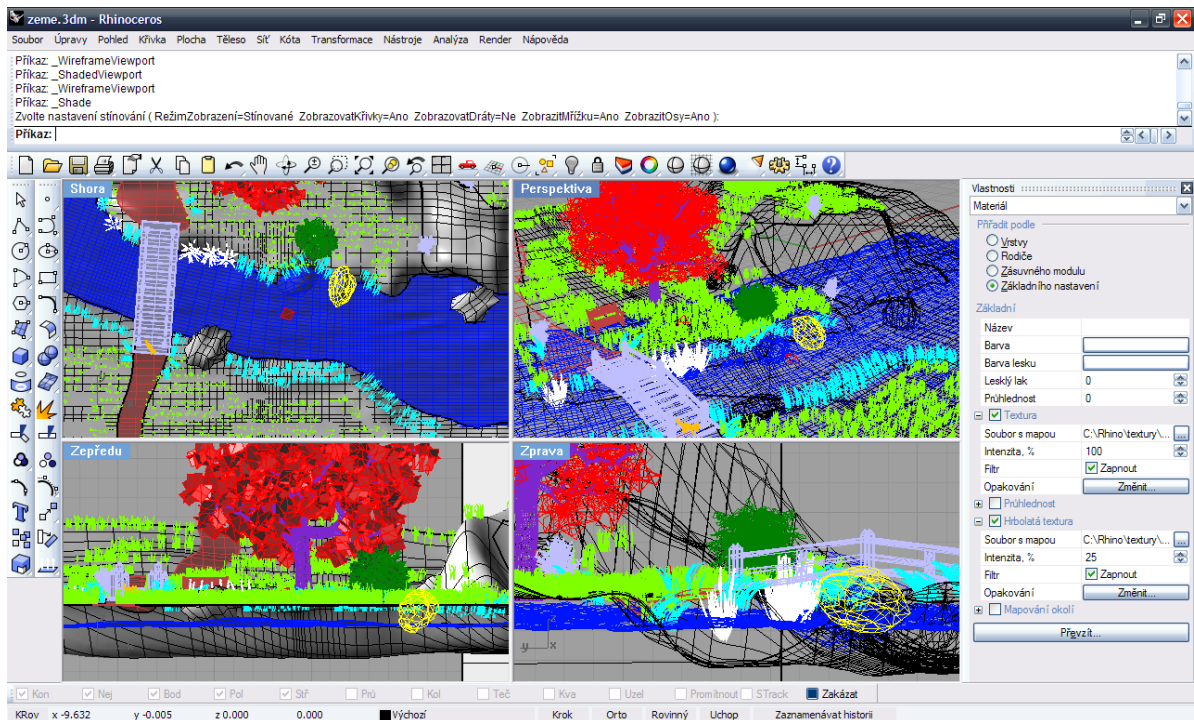 zeme.3dm - Rhinoceros
Soubor Úpravy Pohled Křivka Plocha Těleso Síť Kóta Transformace Nástroje Analýza Render Nápověda
Příkaz: _WireframeViewport
Příkaz: _ShadedViewport
Příkaz: _WireframeViewport
Příkaz: _Shade
Zvolte nastavení stínování ( RežimZobrazení=Stínované ZobrazovatKřivky=Ano ZobrazovatDráty=Ne ZobrazitMřížku=Ano ZobrazitOsy=Ano ):
Příkaz:
Shora
Perspektiva
Zepředu
Zprava
y x
Vlastnosti
Materiál
Přiřadit podle
Vrstvy
Rodiče
Zásuvného modulu
Základního nastavení
Základní
Název
Barva
Barva lesku
Lesklý lak 0
Průhlednost 0
Textura
Soubor s mapou C:\Rhino\textury\... ...
Intenzita, % 100
Filtr Zapnout
Opakování Změnit...
Průhlednost
Hrbolatá textura
Soubor s mapou C:\Rhino\textury\... ...
Intenzita, % 25
Filtr Zapnout
Opakování Změnit...
Mapování okolí
Převzít...
Kon Nej Bod Pol Stř Prů Kol Teč Kva Uzel Promítnout STrack Zakázat
KRov x -9.632 y -0.005 z 0.000 0.000 Výchozí Krok Orto Rovinný Uchop Zaznamenávat historii